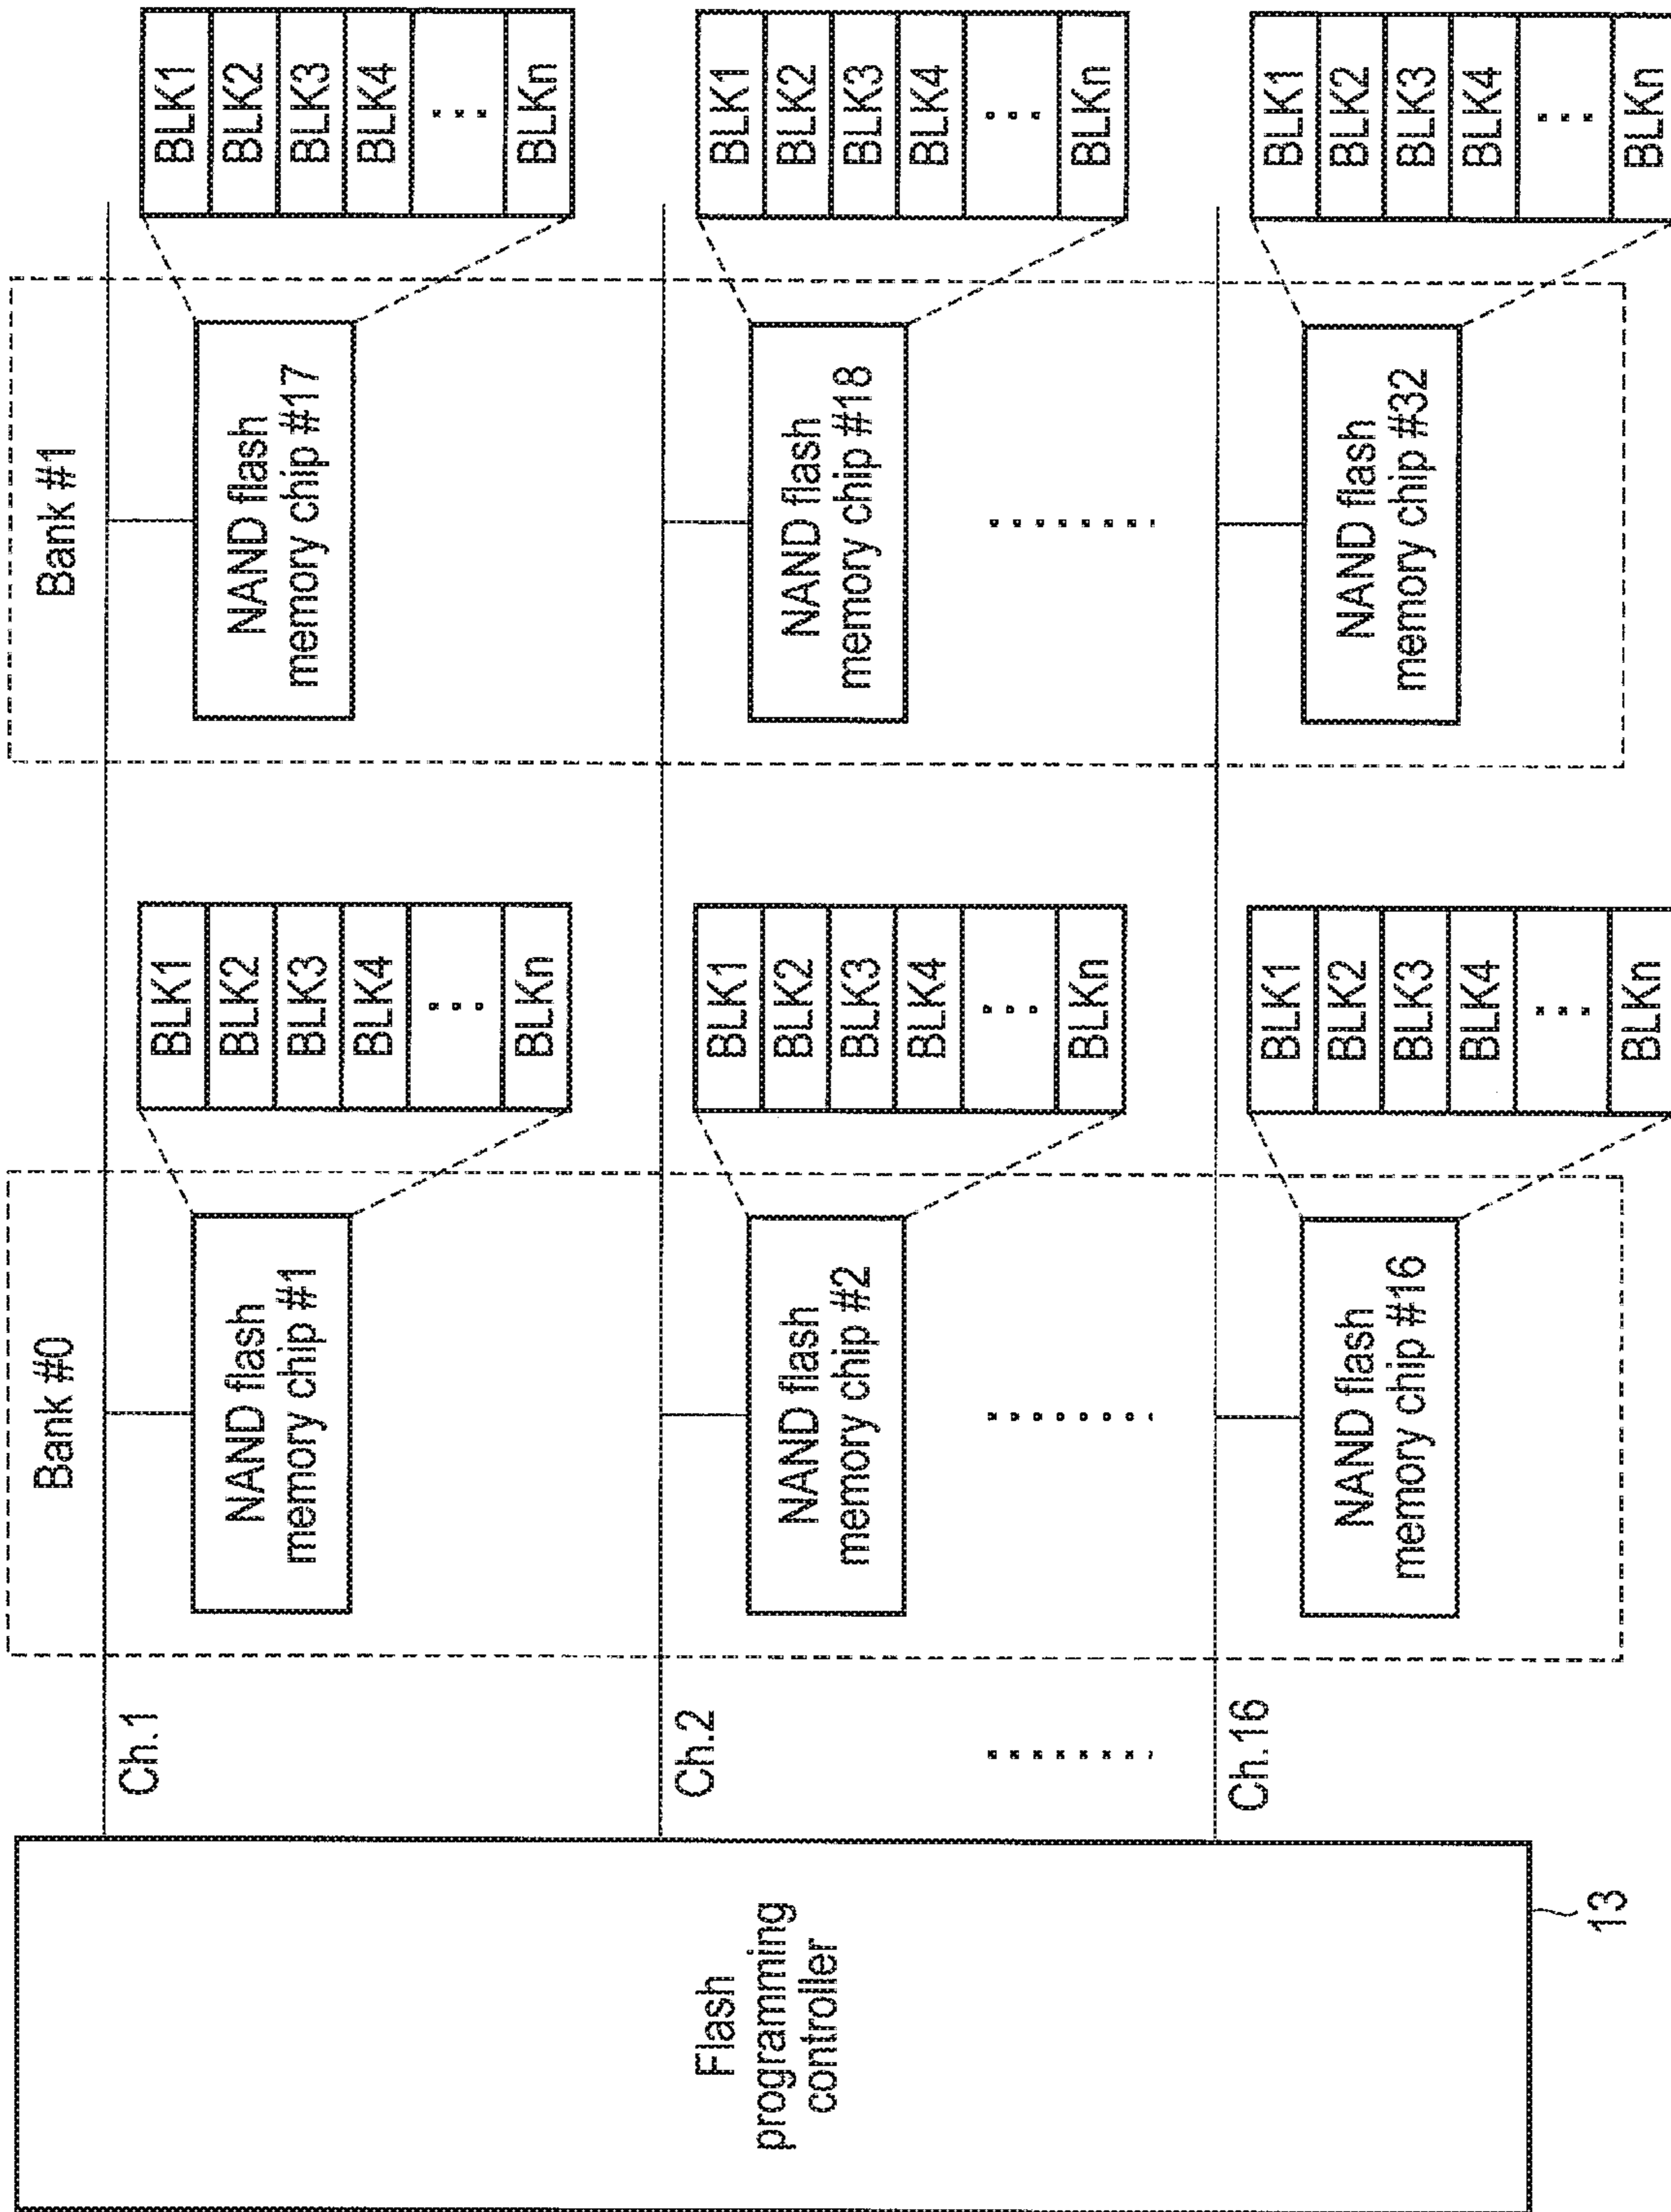 Bank #0
Bank #1
Flash
programming
controller
13
Ch.1
NAND flash
memory chip #1
BLK1
BLK2
BLK3
BLK4
...
BLKn
NAND flash
memory chip #17
BLK1
BLK2
BLK3
BLK4
...
BLKn
Ch.2
NAND flash
memory chip #2
BLK1
BLK2
BLK3
BLK4
...
BLKn
NAND flash
memory chip #18
BLK1
BLK2
BLK3
BLK4
...
BLKn
Ch.16
NAND flash
memory chip #16
BLK1
BLK2
BLK3
BLK4
...
BLKn
NAND flash
memory chip #32
BLK1
BLK2
BLK3
BLK4
...
BLKn